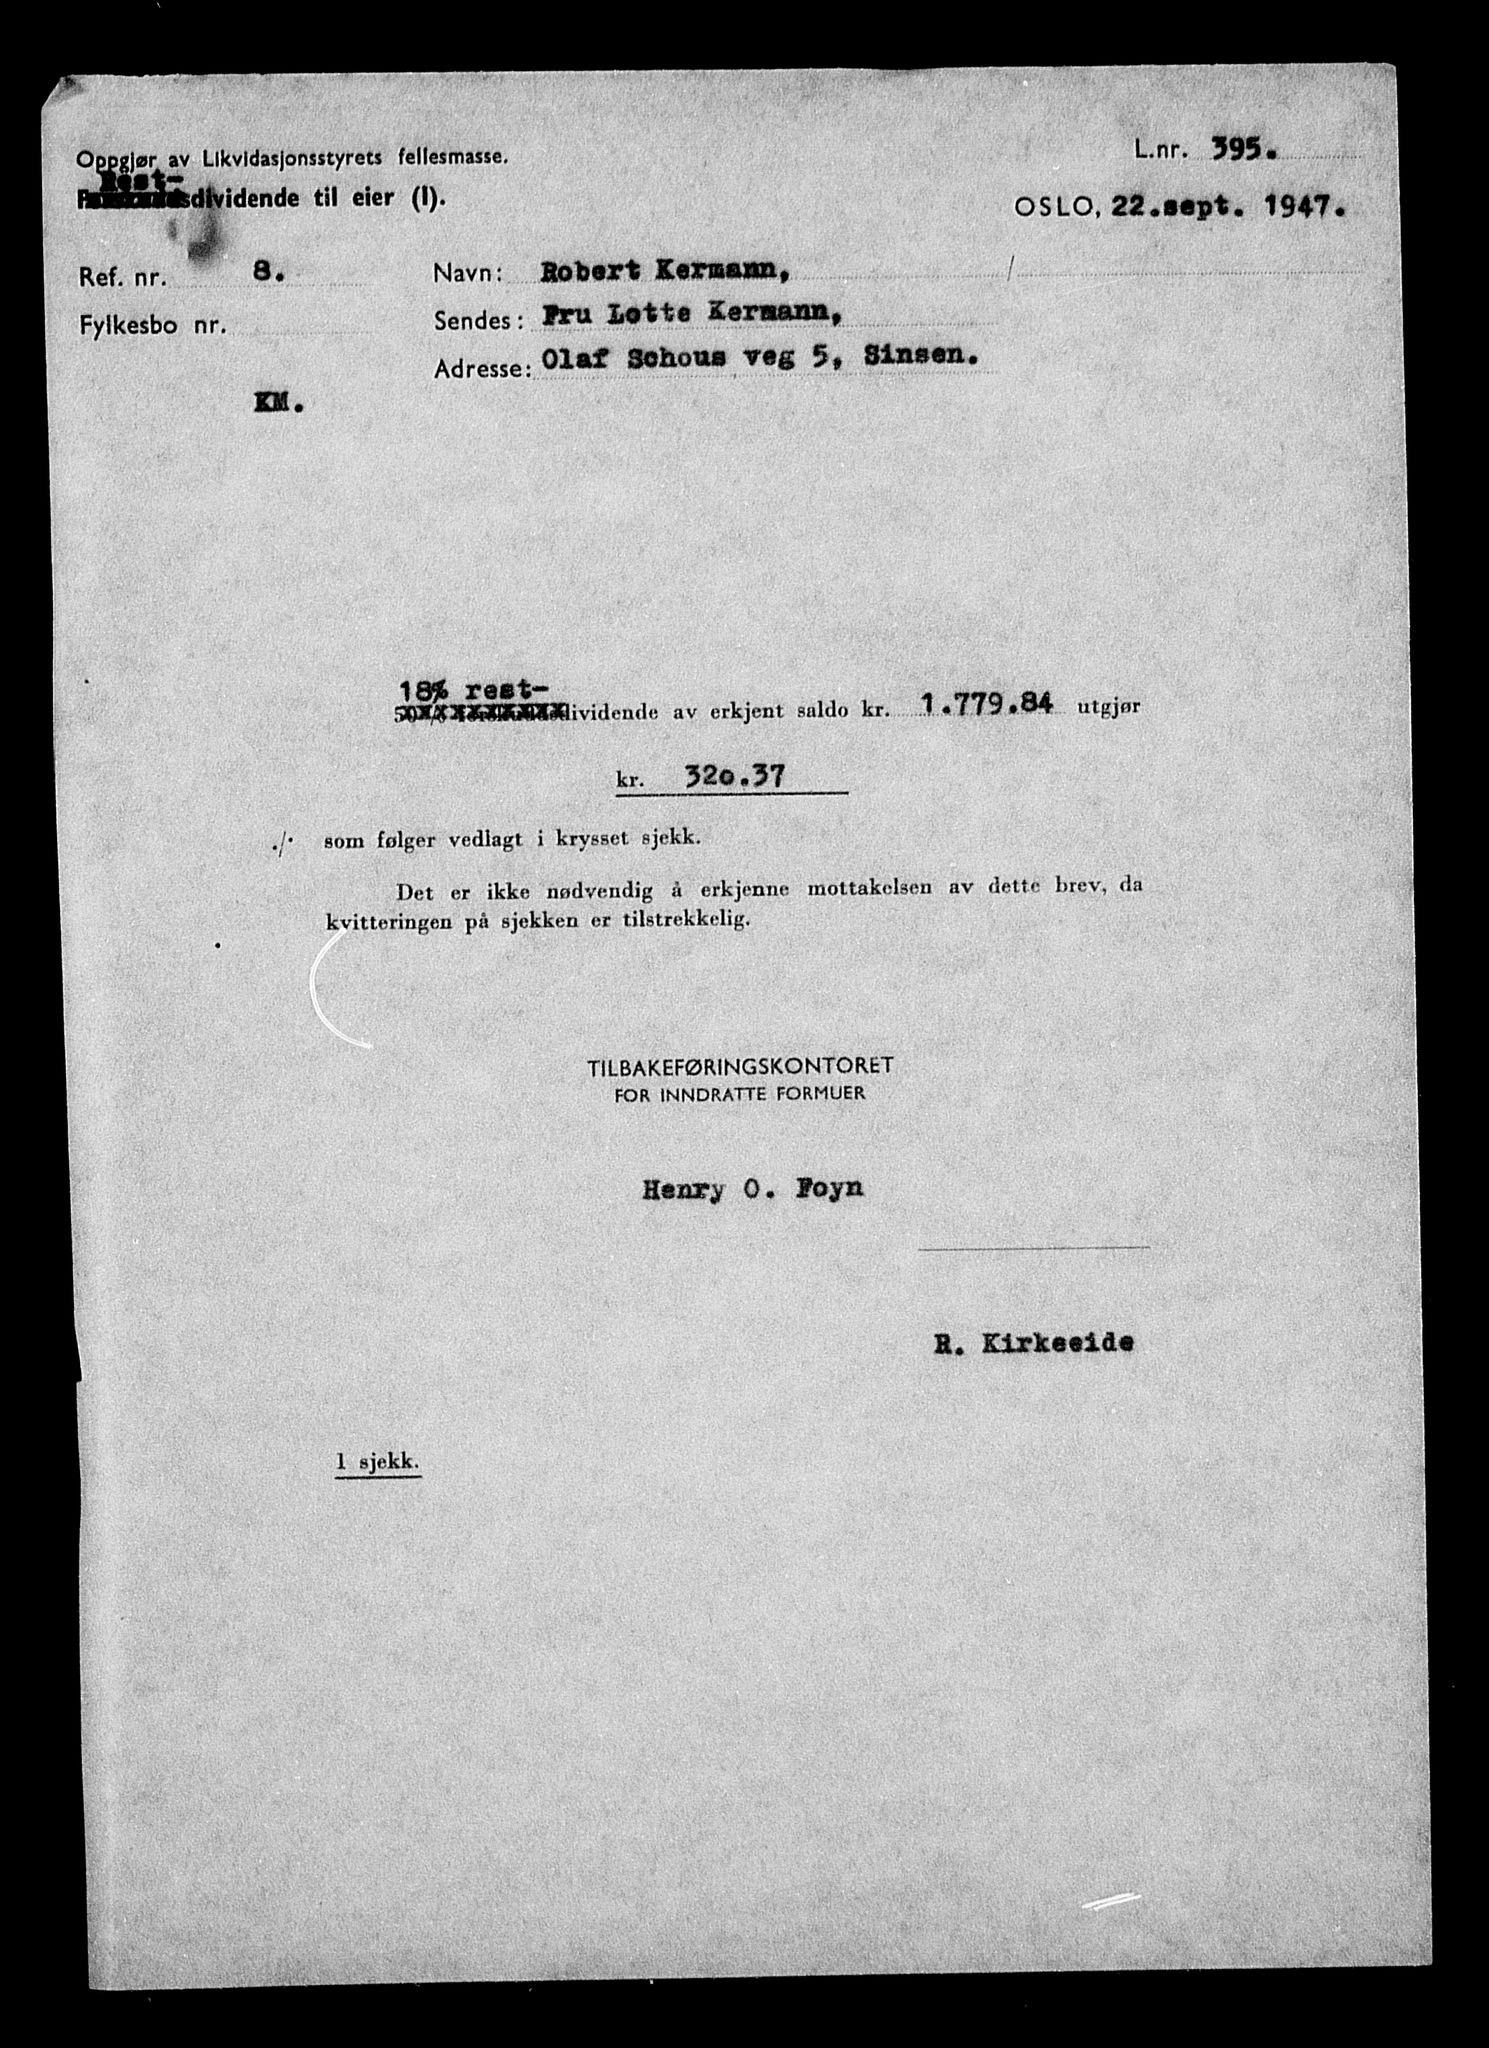 Oppgjør av Likvidasjonsstyrets fellesmasse.
L.nr. 395.
Rest-
dividende til eier (I).
OSLO, 22.sept. 1947.
Ref. nr. 8.
Navn: Robert Kermann,
Fylkesbo nr.
Sendes: Fru Lotte Kermann,
Adresse: Olaf Schous veg 5, Sinsen.
KM.
18% rest-
dividende av erkjent saldo kr. 1.779.84 utgjør
kr. 320.37
./. som følger vedlagt i krysset sjekk.
Det er ikke nødvendig å erkjenne mottakelsen av dette brev, da
kvitteringen på sjekken er tilstrekkelig.
TILBAKEFØRINGSKONTORET
FOR INNDRATTE FORMUER
Henry O. Foyn
R. Kirkeeide
1 sjekk.